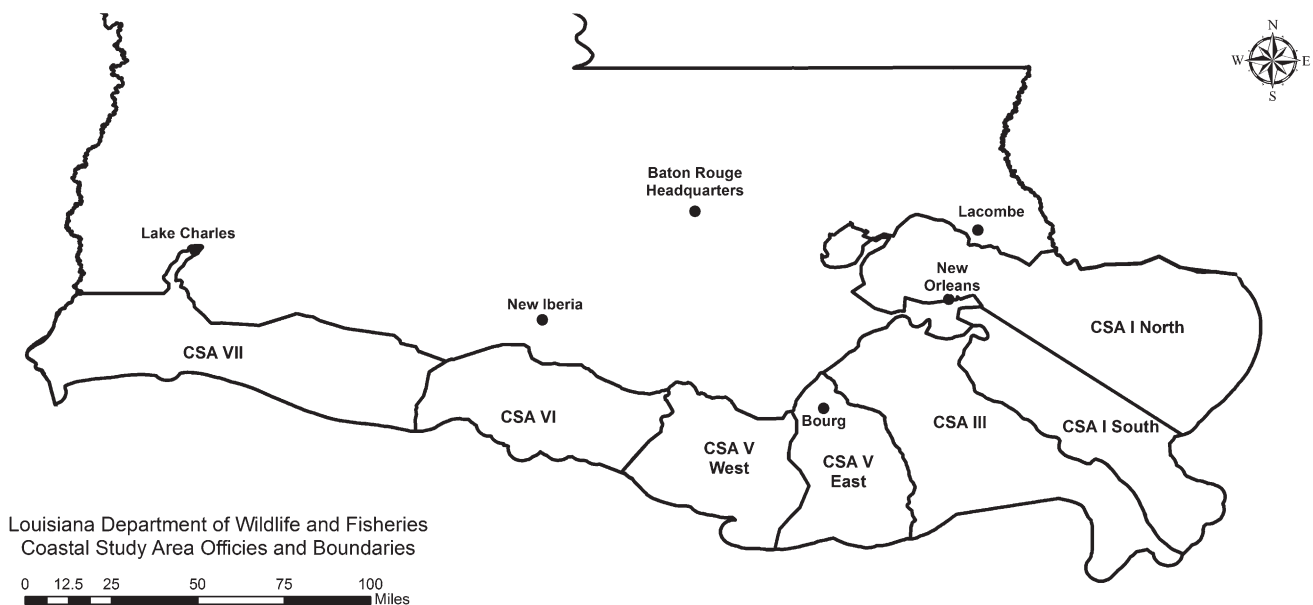 N
W E
S
Baton Rouge
Headquarters
Lacombe
Lake Charles
New
Orleans
New Iberia
CSA I North
CSA VII
CSA VI
CSA III
CSA I South
Bourg
CSA V
West
CSA V
East
Louisiana Department of Wildlife and Fisheries
Coastal Study Area Officies and Boundaries
0 12.5 25 50 75 100
Miles